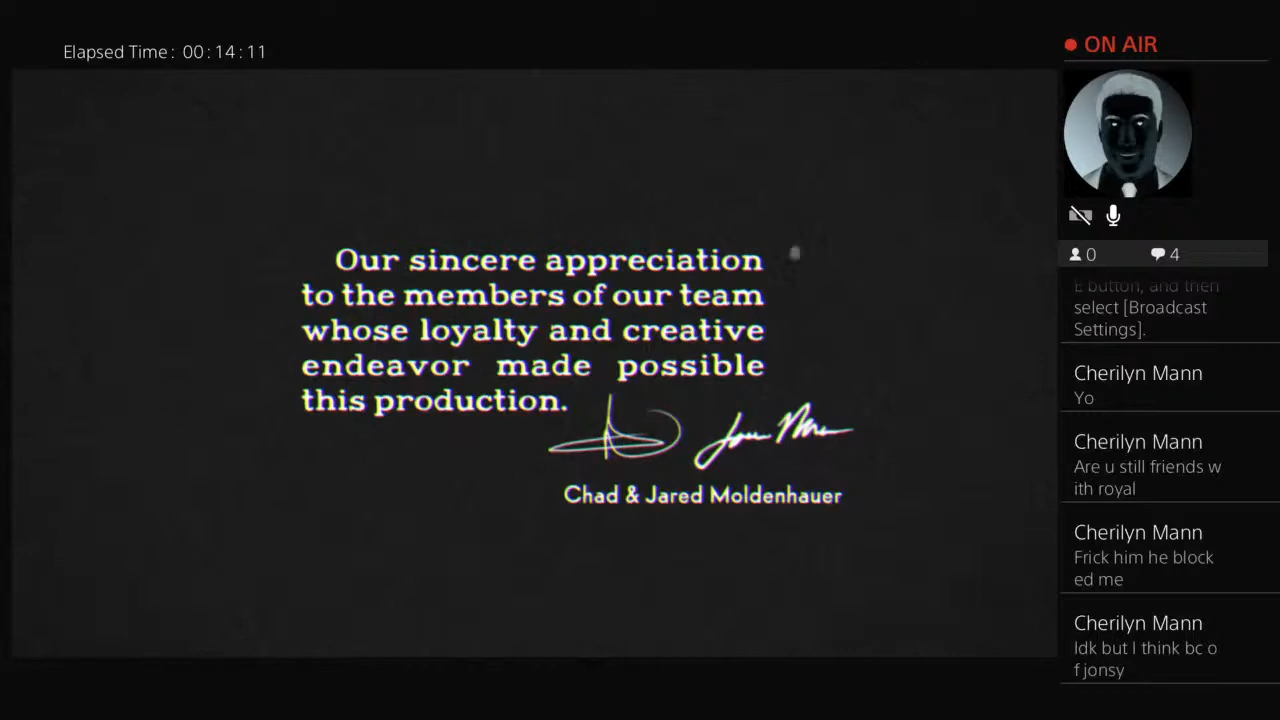 Elapsed Time: 00:14:11
ON AIR
Our sincere appreciation
to the members of our team
whose loyalty and creative
endeavor made possible
this production.
Chad & Jared Moldenhauer
0 4
E button, and then
select [Broadcast
Settings].
Cherilyn Mann
Yo
Cherilyn Mann
Are u still friends w
ith royal
Cherilyn Mann
Frick him he block
ed me
Cherilyn Mann
Idk but I think bc o
f jonsy